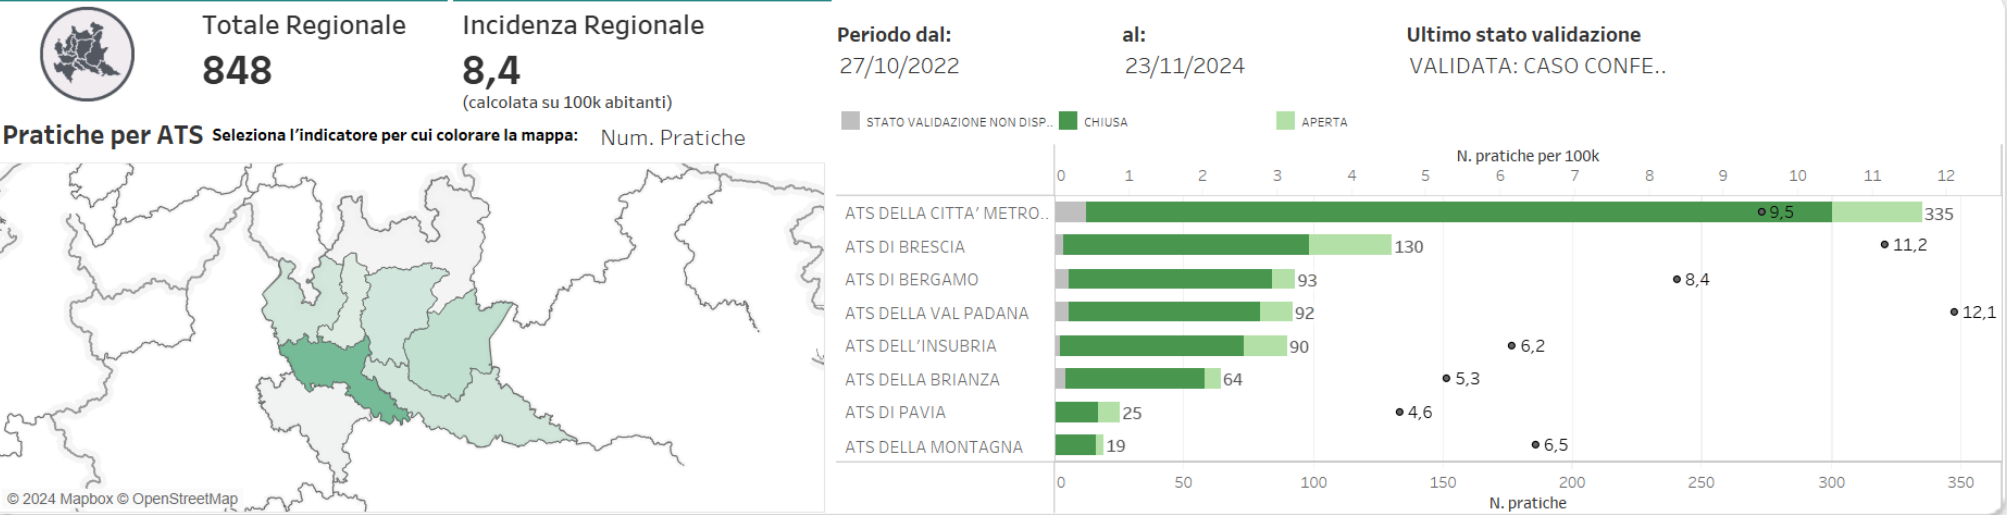 Totale Regionale
848
Incidenza Regionale
8,4
(calcolata su 100k abitanti)
Pratiche per ATS
Seleziona l'indicatore per cui colorare la mappa:
Num. Pratiche
© 2024 Mapbox © OpenStreetMap
Periodo dal:
27/10/2022
al:
23/11/2024
Ultimo stato validazione
VALIDATA: CASO CONFE..
STATO VALIDAZIONE NON DISP..
CHIUSA
APERTA
N. pratiche per 100k
0 1 2 3 4 5 6 7 8 9 10 11 12
ATS DELLA CITTA' METRO.. 9,5 335
ATS DI BRESCIA 130 11,2
ATS DI BERGAMO 93 8,4
ATS DELLA VAL PADANA 92 12,1
ATS DELL'INSUBRIA 90 6,2
ATS DELLA BRIANZA 64 5,3
ATS DI PAVIA 25 4,6
ATS DELLA MONTAGNA 19 6,5
0 50 100 150 200 250 300 350
N. pratiche